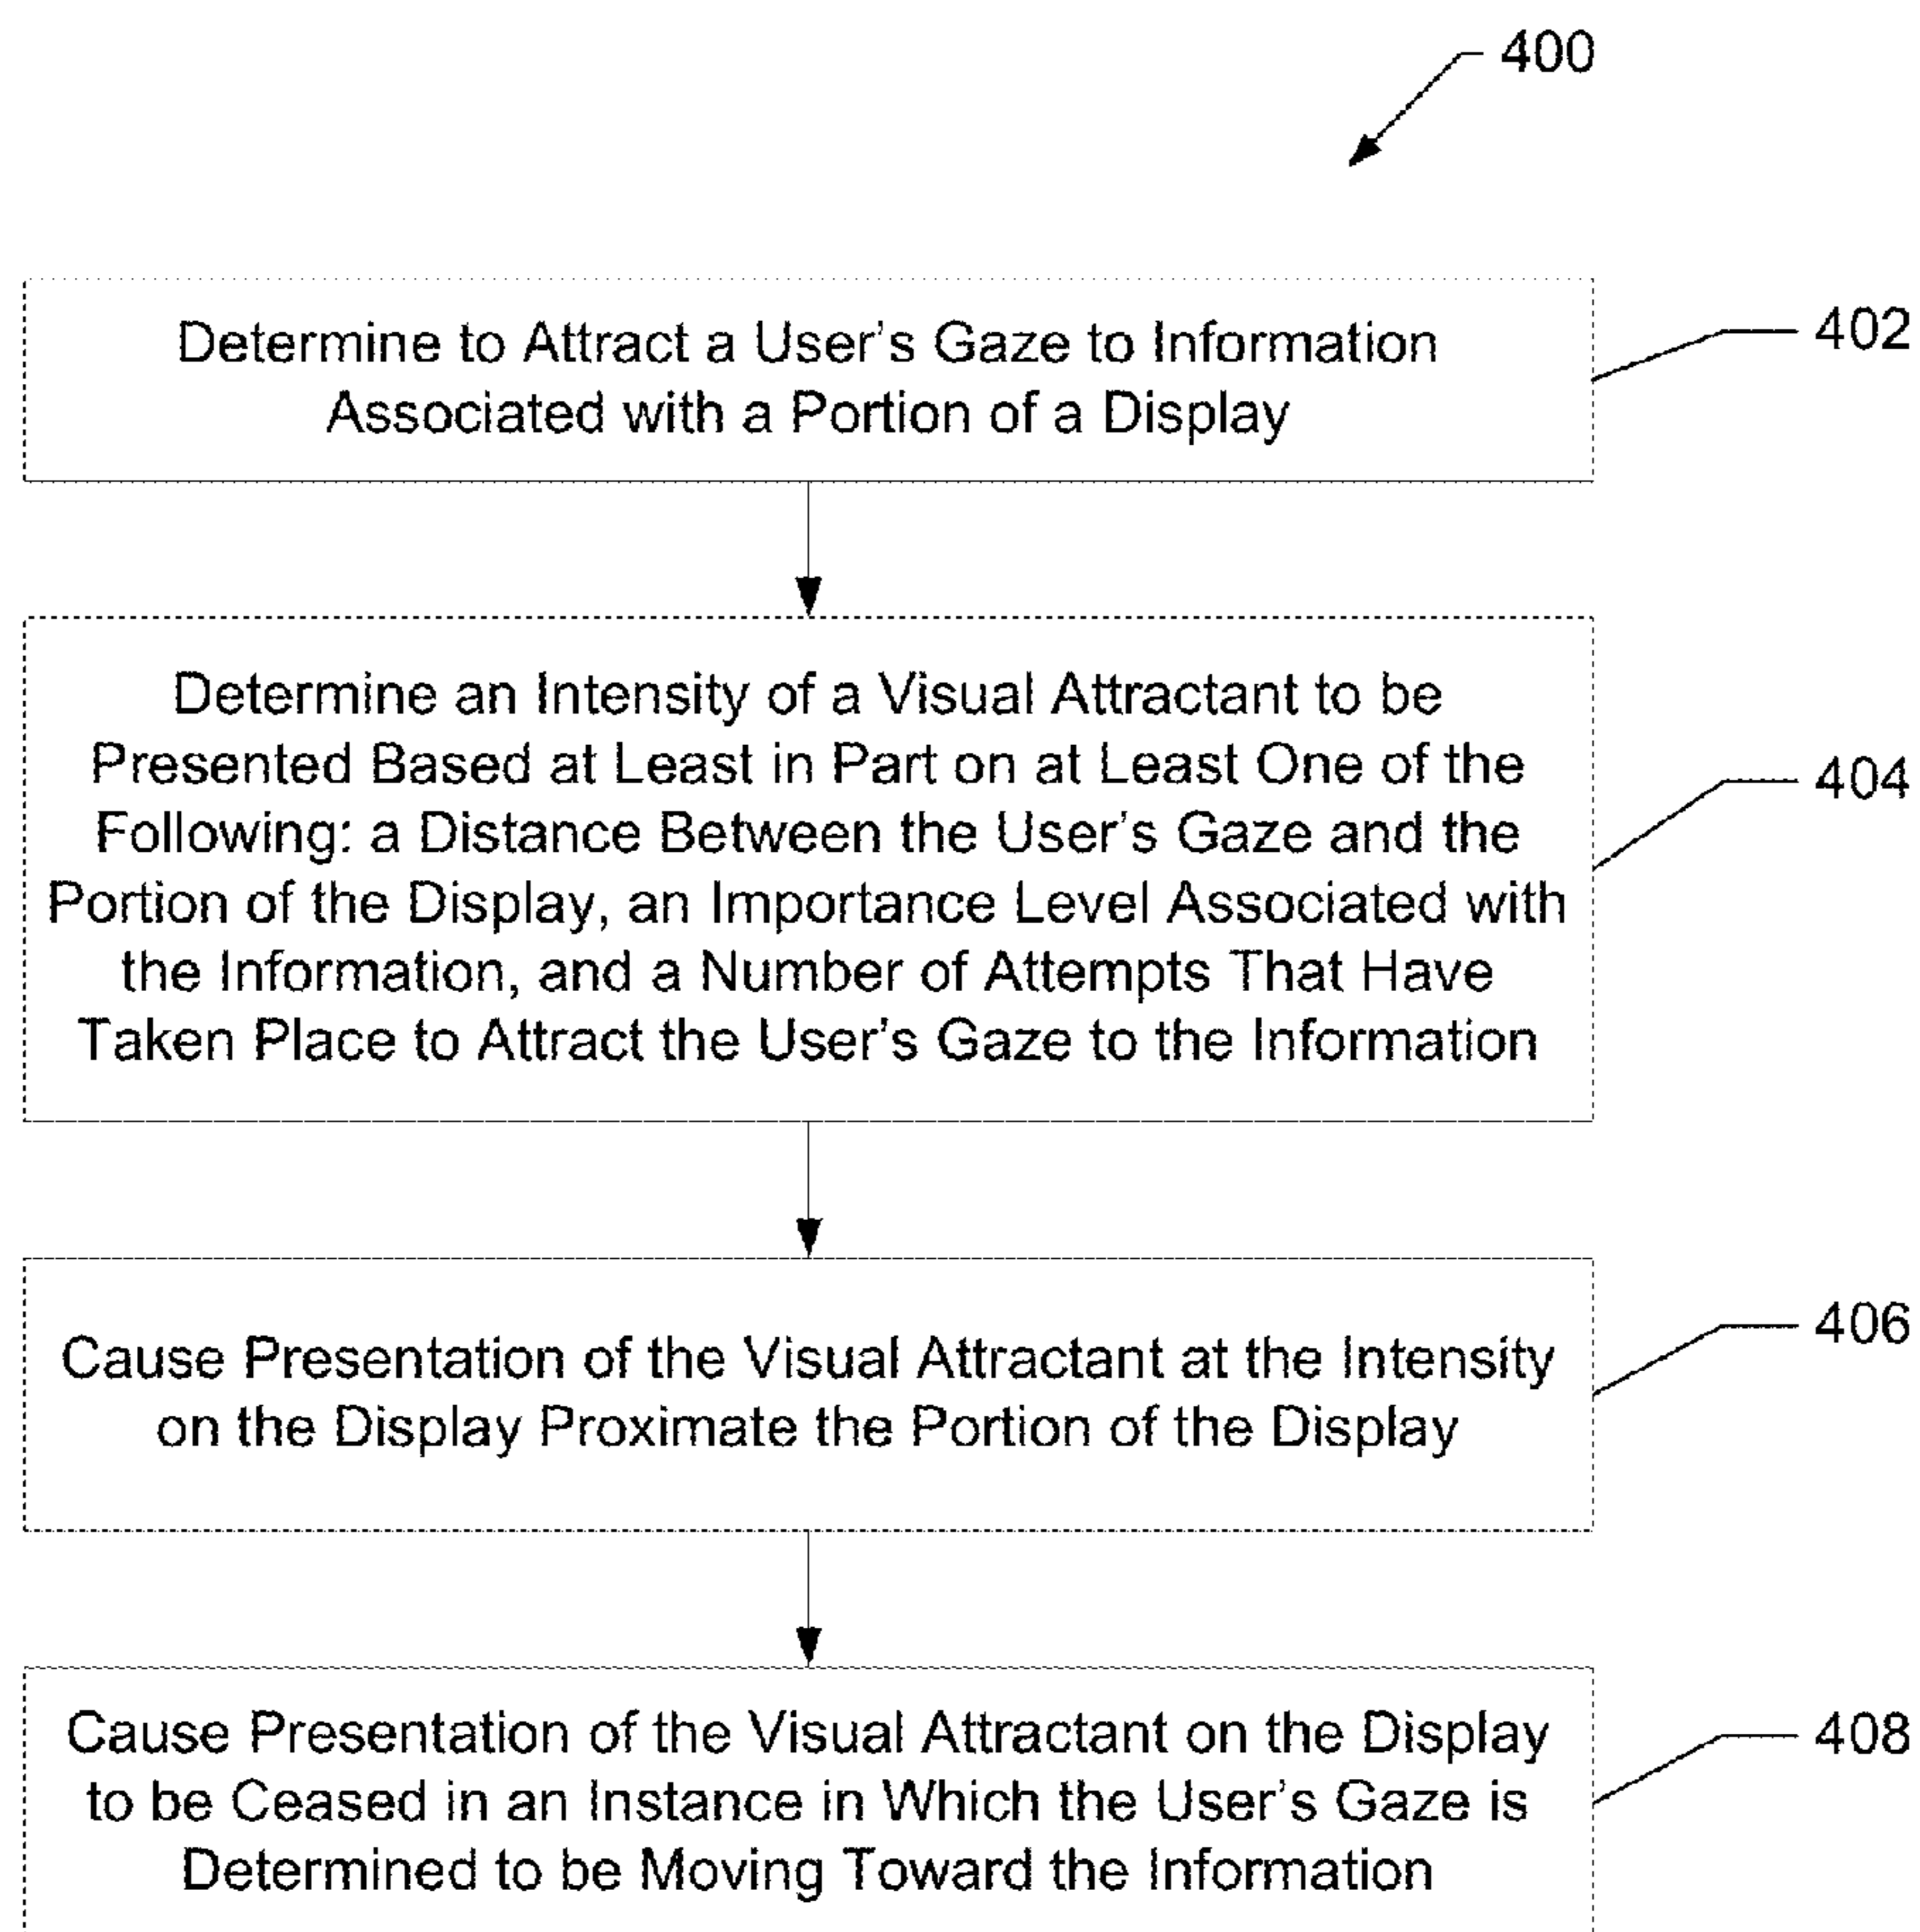 400
Determine to Attract a User's Gaze to Information
Associated with a Portion of a Display
402
Determine an Intensity of a Visual Attractant to be
Presented Based at Least in Part on at Least One of the
Following: a Distance Between the User's Gaze and the
Portion of the Display, an Importance Level Associated with
the Information, and a Number of Attempts That Have
Taken Place to Attract the User's Gaze to the Information
404
Cause Presentation of the Visual Attractant at the Intensity
on the Display Proximate the Portion of the Display
406
Cause Presentation of the Visual Attractant on the Display
to be Ceased in an Instance in Which the User's Gaze is
Determined to be Moving Toward the Information
408